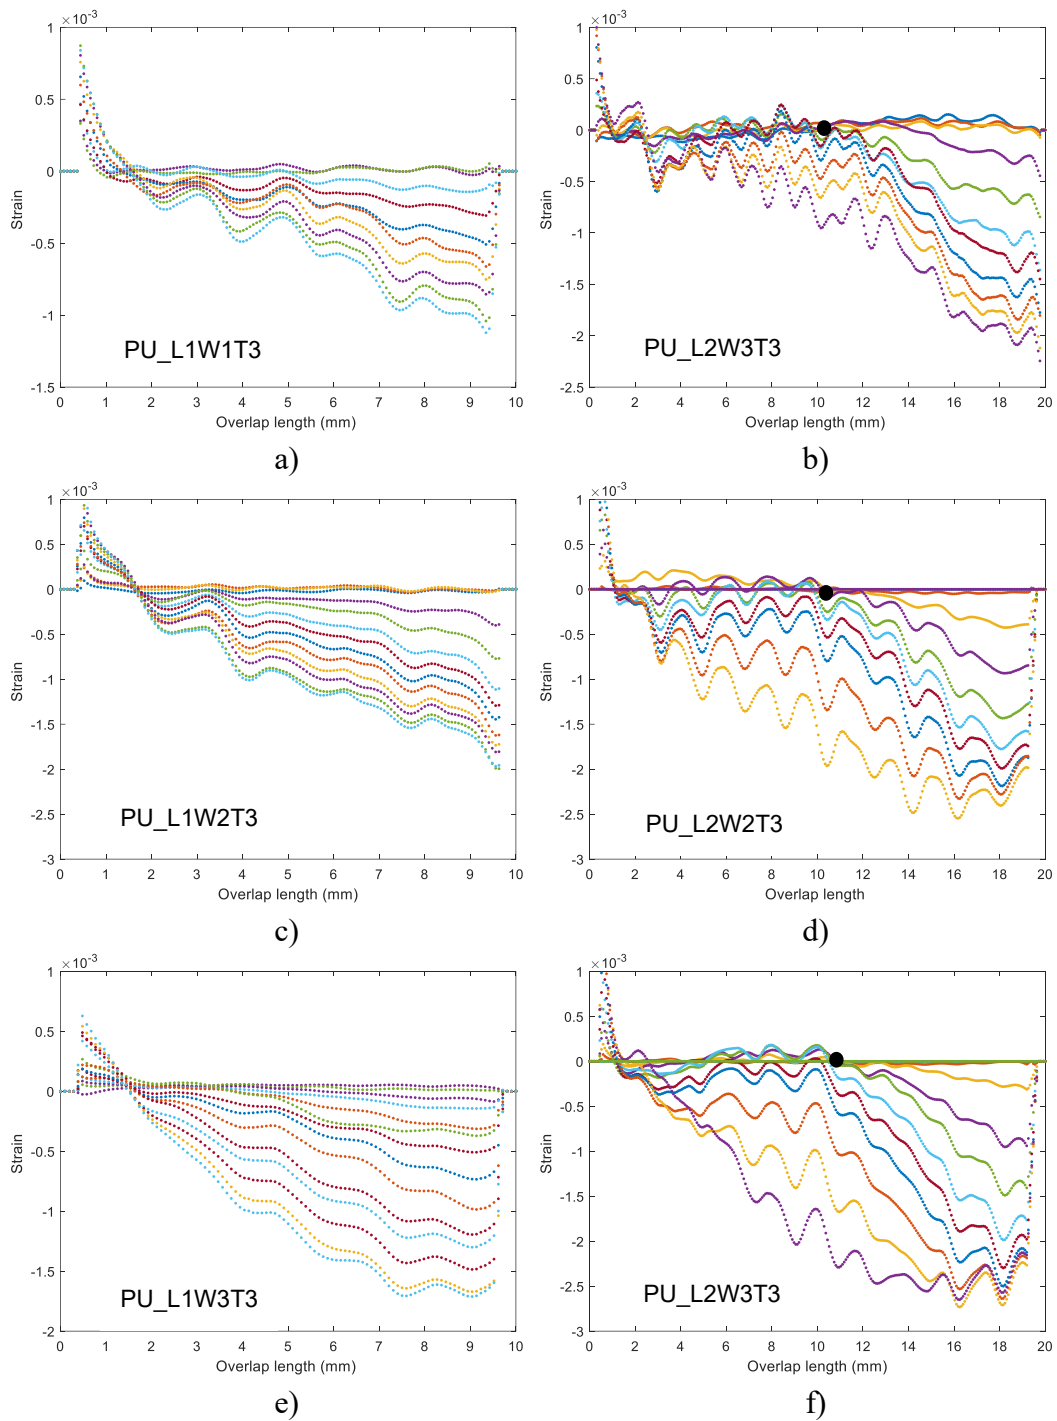 ×10⁻³ ×10⁻³
1 1
0.5 0.5
0 0
-0.5 -0.5
-1 -1
-1.5 -1.5
-2
-2.5
Strain Strain
PU_L1W1T3 PU_L2W3T3
0 1 2 3 4 5 6 7 8 9 10 0 2 4 6 8 10 12 14 16 18 20
Overlap length (mm) Overlap length (mm)
a) b)
×10⁻³ ×10⁻³
1 1
0.5 0.5
0 0
-0.5 -0.5
-1 -1
-1.5 -1.5
-2 -2
-2.5 -2.5
-3 -3
Strain Strain
PU_L1W2T3 PU_L2W2T3
0 1 2 3 4 5 6 7 8 9 10 0 2 4 6 8 10 12 14 16 18 20
Overlap length (mm) Overlap length
c) d)
×10⁻³ ×10⁻³
1 1
0.5 0.5
0 0
-0.5 -0.5
-1 -1
-1.5 -1.5
-2 -2
-2.5
-3
Strain Strain
PU_L1W3T3 PU_L2W3T3
0 1 2 3 4 5 6 7 8 9 10 0 2 4 6 8 10 12 14 16 18 20
Overlap length (mm) Overlap length (mm)
e) f)